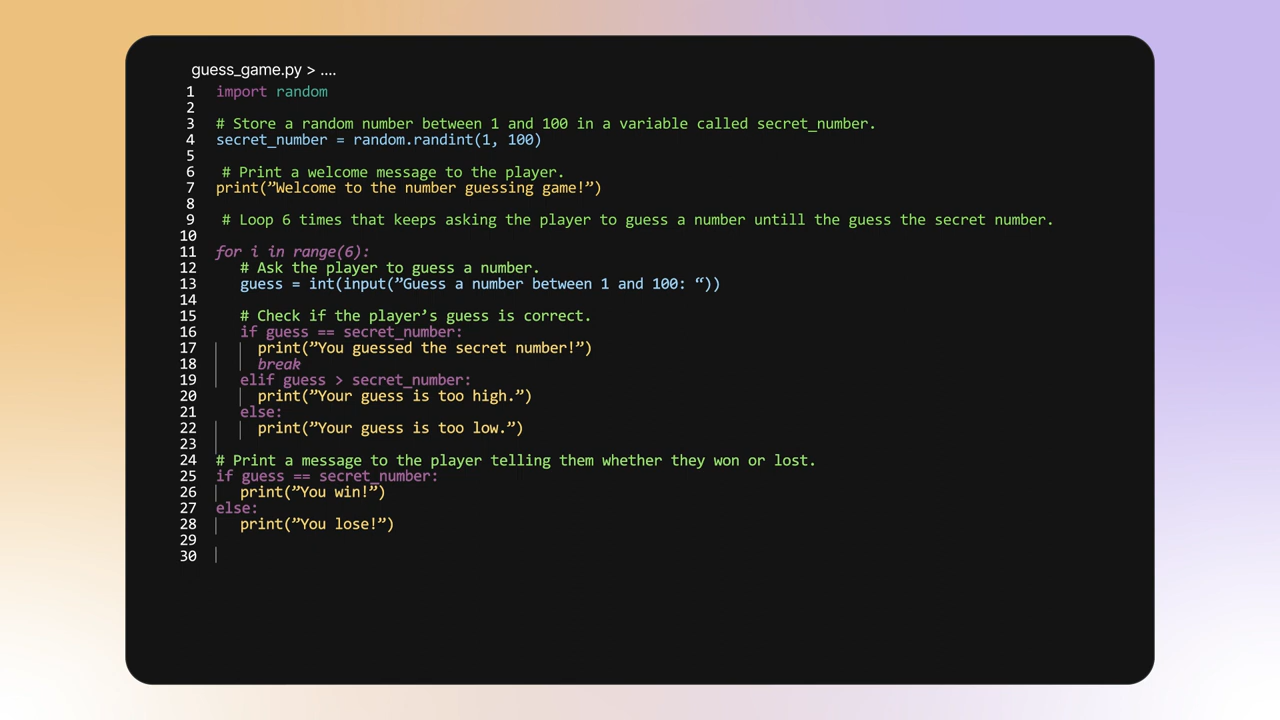 guess_game.py > ....
1 import random
2
3 # Store a random number between 1 and 100 in a variable called secret_number.
4 secret_number = random.randint(1, 100)
5
6 # Print a welcome message to the player.
7 print(”Welcome to the number guessing game!”)
8
9 # Loop 6 times that keeps asking the player to guess a number untill the guess the secret number.
10
11 for i in range(6):
12 # Ask the player to guess a number.
13 guess = int(input(”Guess a number between 1 and 100: “))
14
15 # Check if the player’s guess is correct.
16 if guess == secret_number:
17 print(”You guessed the secret number!”)
18 break
19 elif guess > secret_number:
20 print(”Your guess is too high.”)
21 else:
22 print(”Your guess is too low.”)
23
24 # Print a message to the player telling them whether they won or lost.
25 if guess == secret_number:
26 print(”You win!”)
27 else:
28 print(”You lose!”)
29
30